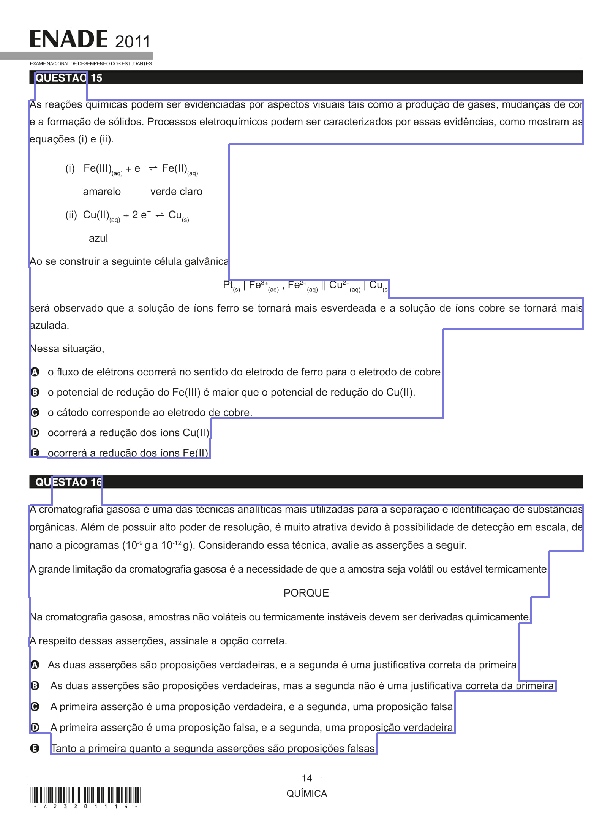 ENADE 2011
EXAME NACIONAL DE DESEMPENHO DOS ESTUDANTES
QUESTÃO 15
As reações químicas podem ser evidenciadas por aspectos visuais tais como a produção de gases, mudanças de cor
e a formação de sólidos. Processos eletroquímicos podem ser caracterizados por essas evidências, como mostram as
equações (i) e (ii).
(i) Fe(III)(aq) + e ⇌ Fe(II)(aq)
amarelo verde claro
(ii) Cu(II)(aq) + 2 e⁻ ⇌ Cu(s)
azul
Ao se construir a seguinte célula galvânica
Pt(s) | Fe³⁺(aq) , Fe²⁺(aq) || Cu²⁺(aq) | Cu(s
será observado que a solução de íons ferro se tornará mais esverdeada e a solução de íons cobre se tornará mais
azulada.
Nessa situação,
A o fluxo de elétrons ocorrerá no sentido do eletrodo de ferro para o eletrodo de cobre
B o potencial de redução do Fe(III) é maior que o potencial de redução do Cu(II).
C o cátodo corresponde ao eletrodo de cobre.
D ocorrerá a redução dos íons Cu(II)
E ocorrerá a redução dos íons Fe(II)
QUESTÃO 16
A cromatografia gasosa é uma das técnicas analíticas mais utilizadas para a separação e identificação de substâncias
orgânicas. Além de possuir alto poder de resolução, é muito atrativa devido à possibilidade de detecção em escala, de
nano a picogramas (10⁻⁹ g a 10⁻¹² g). Considerando essa técnica, avalie as asserções a seguir.
A grande limitação da cromatografia gasosa é a necessidade de que a amostra seja volátil ou estável termicamente
PORQUE
Na cromatografia gasosa, amostras não voláteis ou termicamente instáveis devem ser derivadas quimicamente.
A respeito dessas asserções, assinale a opção correta.
A As duas asserções são proposições verdadeiras, e a segunda é uma justificativa correta da primeira
B As duas asserções são proposições verdadeiras, mas a segunda não é uma justificativa correta da primeira
C A primeira asserção é uma proposição verdadeira, e a segunda, uma proposição falsa
D A primeira asserção é uma proposição falsa, e a segunda, uma proposição verdadeira
E Tanto a primeira quanto a segunda asserções são proposições falsas
14
QUÍMICA